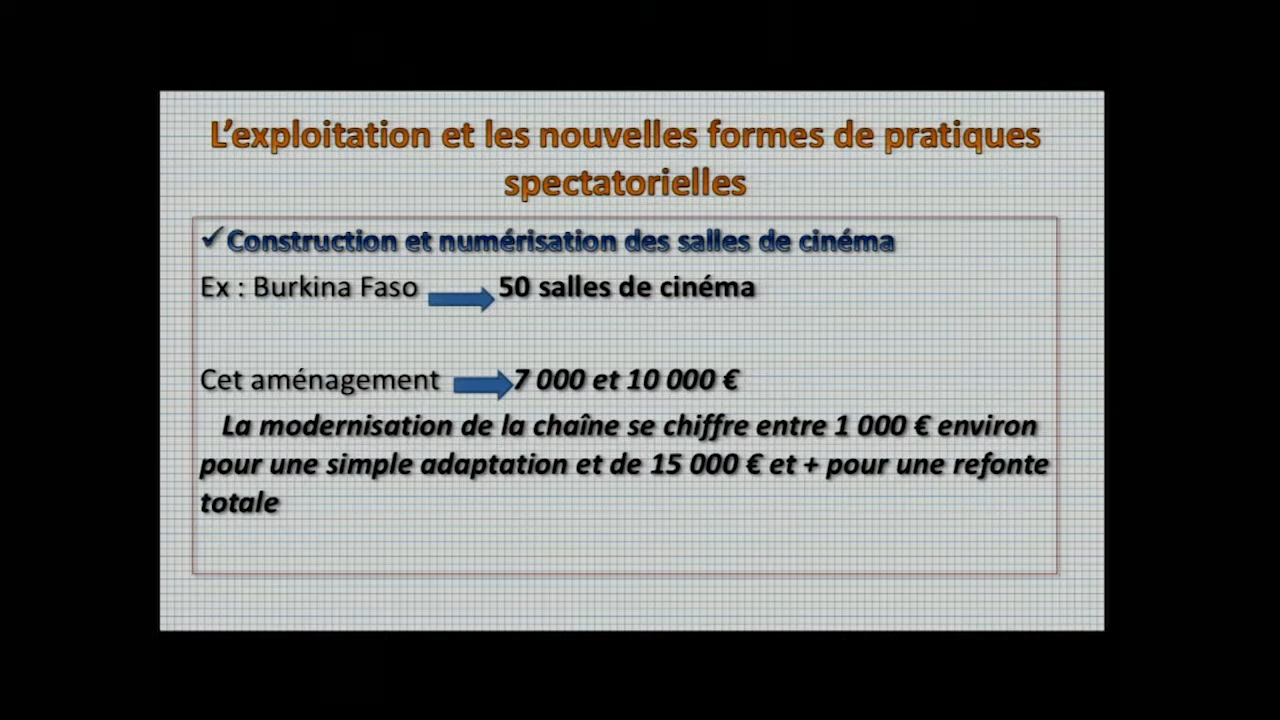 L'exploitation et les nouvelles formes de pratiques
spectatorielles
✓Construction et numérisation des salles de cinéma
Ex : Burkina Faso 50 salles de cinéma
Cet aménagement 7 000 et 10 000 €
La modernisation de la chaîne se chiffre entre 1 000 € environ
pour une simple adaptation et de 15 000 € et + pour une refonte
totale